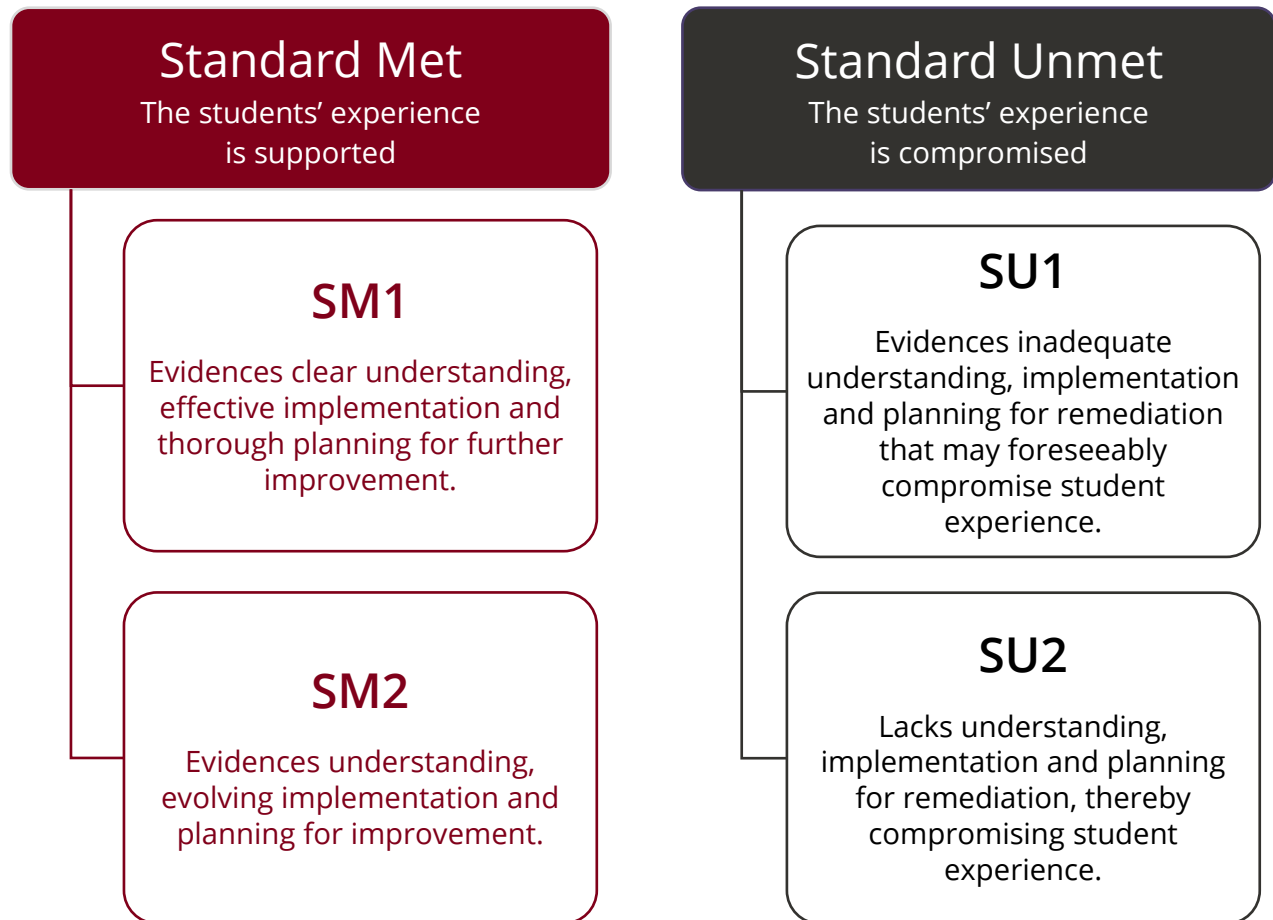 Standard Met
The students’ experience
is supported
SM1
Evidences clear understanding,
effective implementation and
thorough planning for further
improvement.
SM2
Evidences understanding,
evolving implementation and
planning for improvement.
Standard Unmet
The students’ experience
is compromised
SU1
Evidences inadequate
understanding, implementation
and planning for remediation
that may foreseeably
compromise student
experience.
SU2
Lacks understanding,
implementation and planning
for remediation, thereby
compromising student
experience.